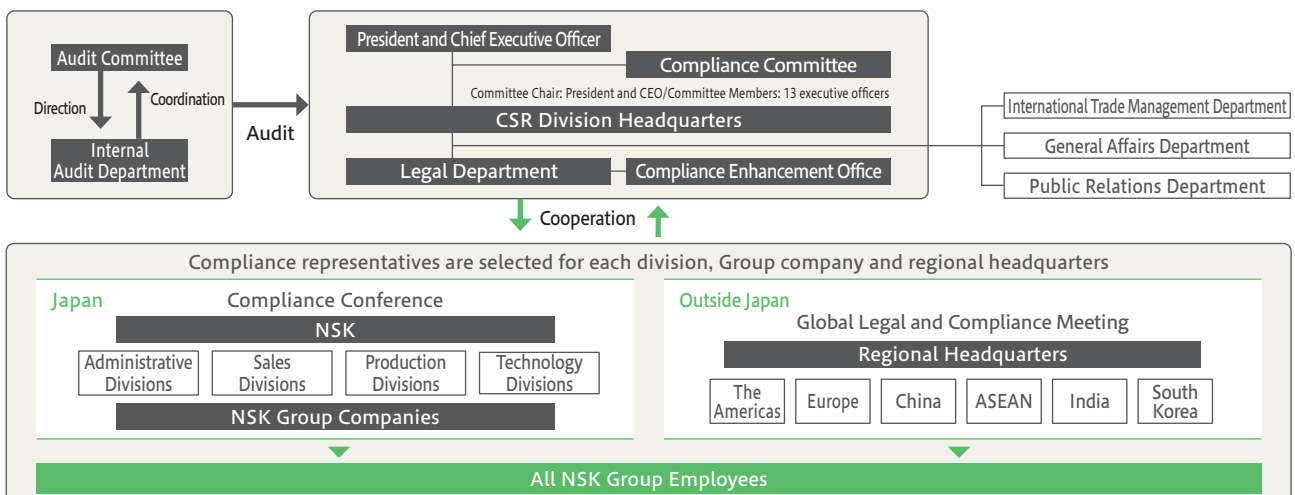 Audit Committee
Direction
Coordination
Internal
Audit Department
Audit
President and Chief Executive Officer
Compliance Committee
Committee Chair: President and CEO/Committee Members: 13 executive officers
CSR Division Headquarters
Legal Department
Compliance Enhancement Office
International Trade Management Department
General Affairs Department
Public Relations Department
Cooperation
Compliance representatives are selected for each division, Group company and regional headquarters
Japan
Compliance Conference
NSK
Administrative
Divisions
Sales
Divisions
Production
Divisions
Technology
Divisions
NSK Group Companies
Outside Japan
Global Legal and Compliance Meeting
Regional Headquarters
The
Americas
Europe
China
ASEAN
India
South
Korea
All NSK Group Employees